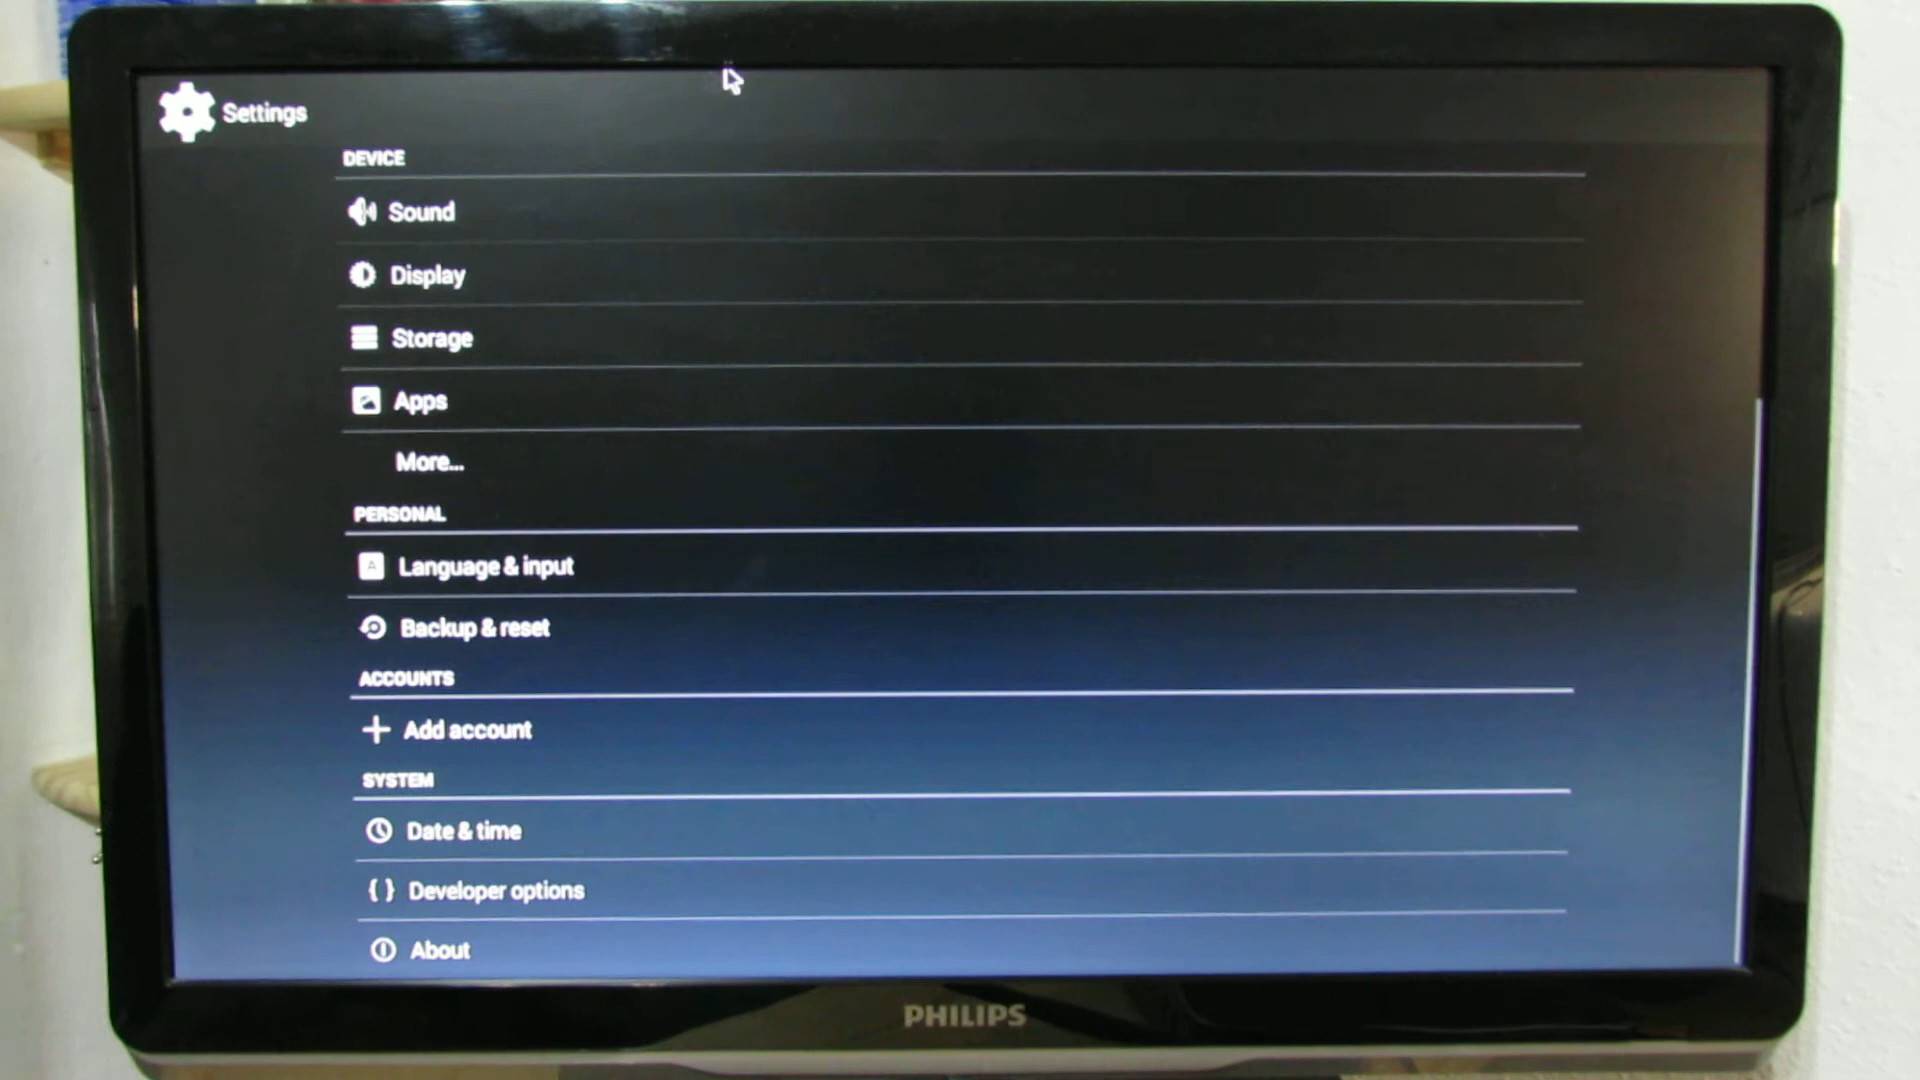 Settings
DEVICE
Sound
Display
Storage
Apps
More...
PERSONAL
A Language & input
Backup & reset
ACCOUNTS
Add account
SYSTEM
Date & time
{ } Developer options
About
PHILIPS